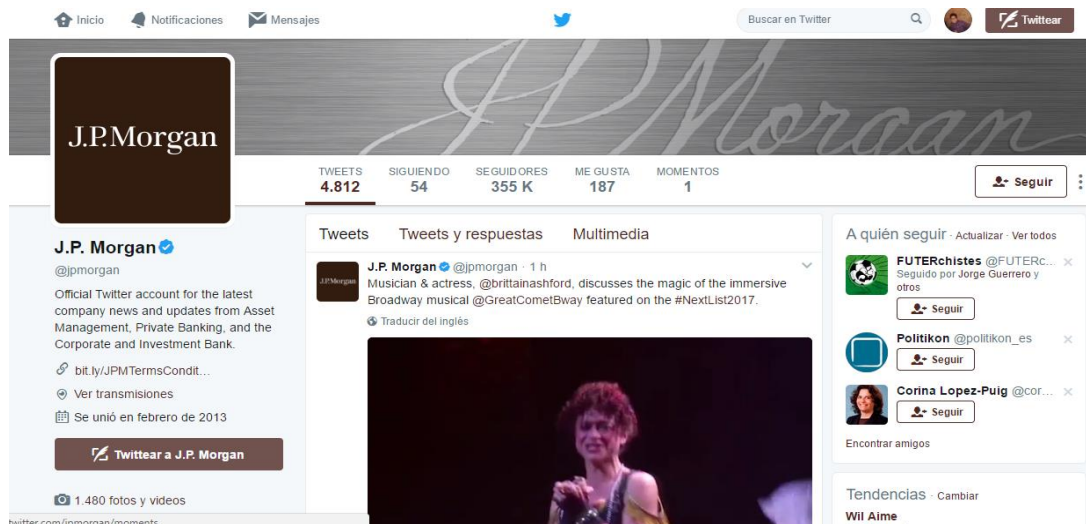 Inicio Notificaciones Mensajes Buscar en Twitter Twittear
JPMorgan
J.P.Morgan
TWEETS SIGUIENDO SEGUIDORES ME GUSTA MOMENTOS
4.812 54 355 K 187 1
Seguir
J.P. Morgan
@jpmorgan
Official Twitter account for the latest
company news and updates from Asset
Management, Private Banking, and the
Corporate and Investment Bank.
bit.ly/JPMTermsCondit...
Ver transmisiones
Se unió en febrero de 2013
Twittear a J.P. Morgan
1.480 fotos y videos
twitter.com/jpmorgan/moments
Tweets Tweets y respuestas Multimedia
J.P.Morgan
J.P. Morgan @jpmorgan · 1 h
Musician & actress, @brittainashford, discusses the magic of the immersive
Broadway musical @GreatCometBway featured on the #NextList2017.
Traducir del inglés
A quién seguir · Actualizar · Ver todos
FUTERchistes @FUTERc...
Seguido por Jorge Guerrero y
otros
Seguir
Politikon @politikon_es
Seguir
Corina Lopez-Puig @cor...
Seguir
Encontrar amigos
Tendencias · Cambiar
Wil Aime